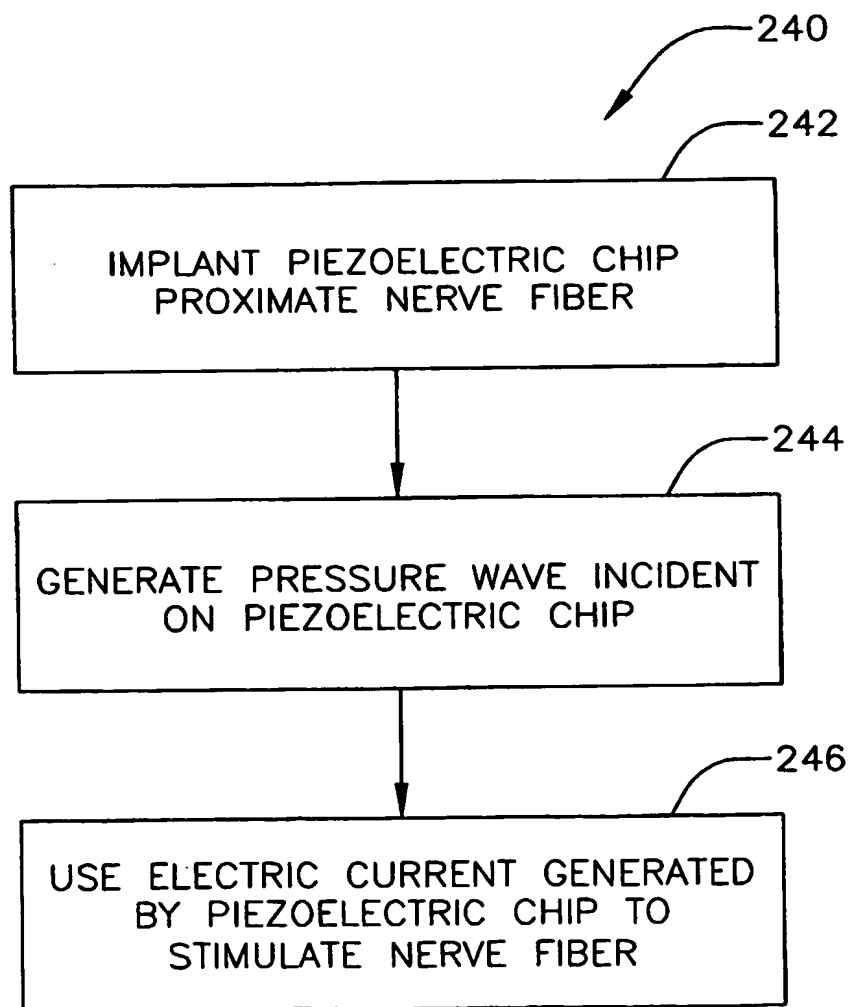 240
242
IMPLANT PIEZOELECTRIC CHIP
PROXIMATE NERVE FIBER
244
GENERATE PRESSURE WAVE INCIDENT
ON PIEZOELECTRIC CHIP
246
USE ELECTRIC CURRENT GENERATED
BY PIEZOELECTRIC CHIP TO
STIMULATE NERVE FIBER